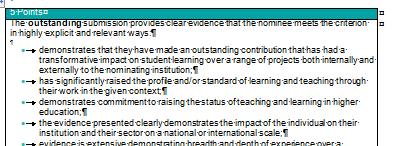 5 Points¤
The outstanding submission provides clear evidence that the nominee meets the criterion
in highly explicit and relevant ways:¶
¶
• demonstrates that they have made an outstanding contribution that has had a
transformative impact on student learning over a range of projects both internally and
externally to the nominating institution;¶
• has significantly raised the profile and/or standard of learning and teaching through
their work in the given context;¶
• demonstrates commitment to raising the status of teaching and learning in higher
education;¶
• the evidence presented clearly demonstrates the impact of the individual on their
institution and their sector on a national or international scale;¶
• evidence is extensive demonstrating breadth and depth of experience over a